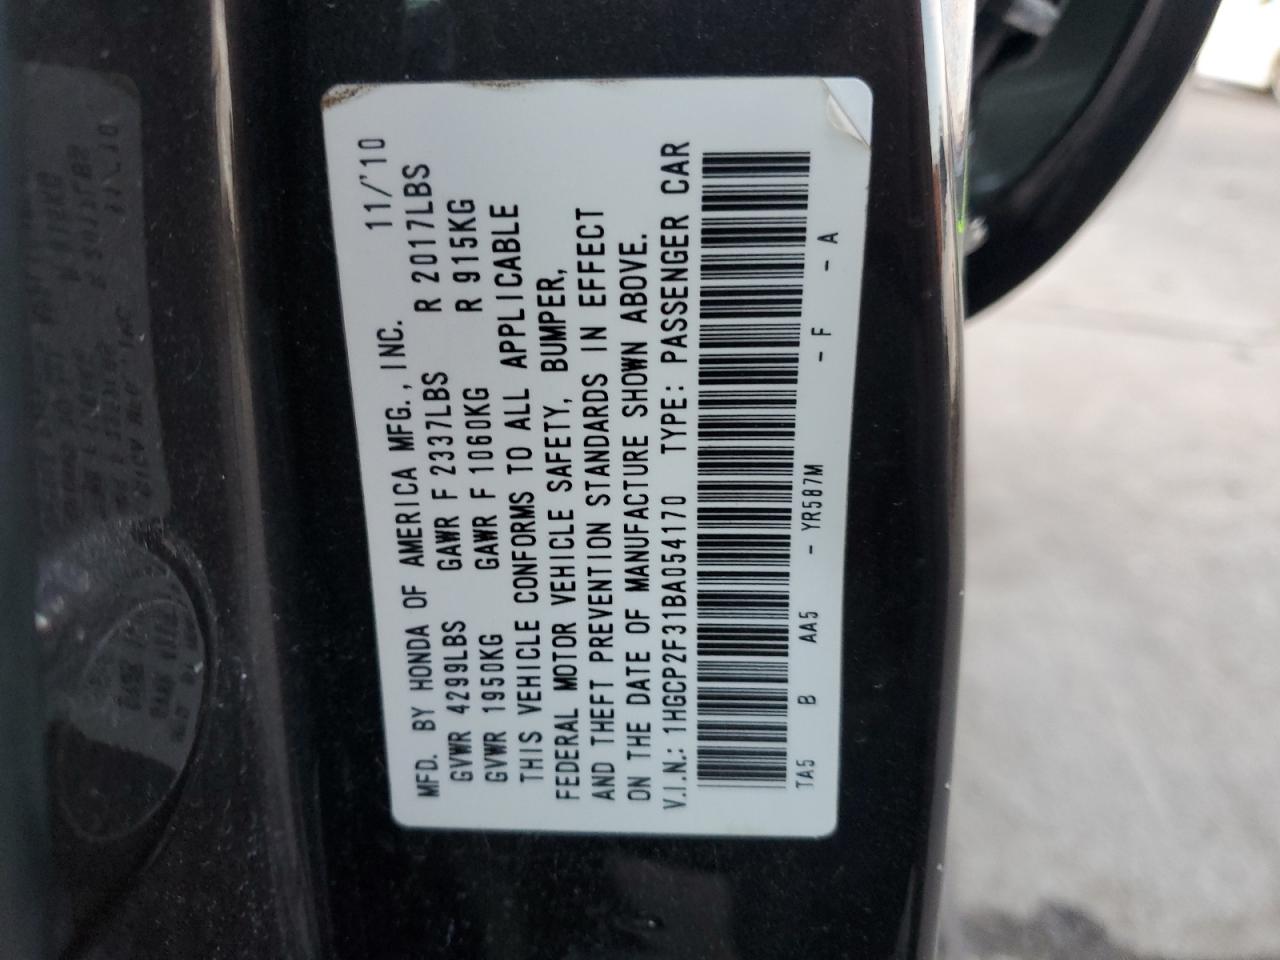 MFD. BY HONDA OF AMERICA MFG., INC. 11/'10
GVWR 4299LBS GAWR F 2337LBS R 2017LBS
GVWR 1950KG GAWR F 1060KG R 915KG
THIS VEHICLE CONFORMS TO ALL APPLICABLE
FEDERAL MOTOR VEHICLE SAFETY, BUMPER,
AND THEFT PREVENTION STANDARDS IN EFFECT
ON THE DATE OF MANUFACTURE SHOWN ABOVE.
V.I.N.: 1HGCP2F31BA054170 TYPE: PASSENGER CAR
TA5 B AA5 - YR587M - F - A